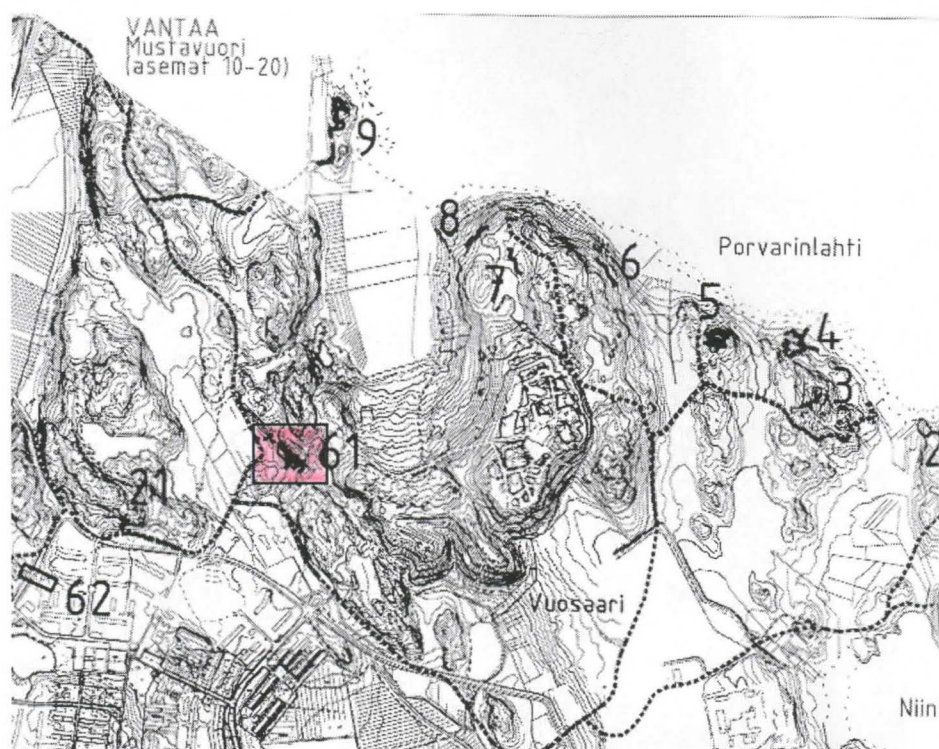 VANTAA
Mustavuori
(asemat 10-20)
9
8
7
6
Porvarinlahti
5
4
3
2
61
21
62
Vuosaari
Niin